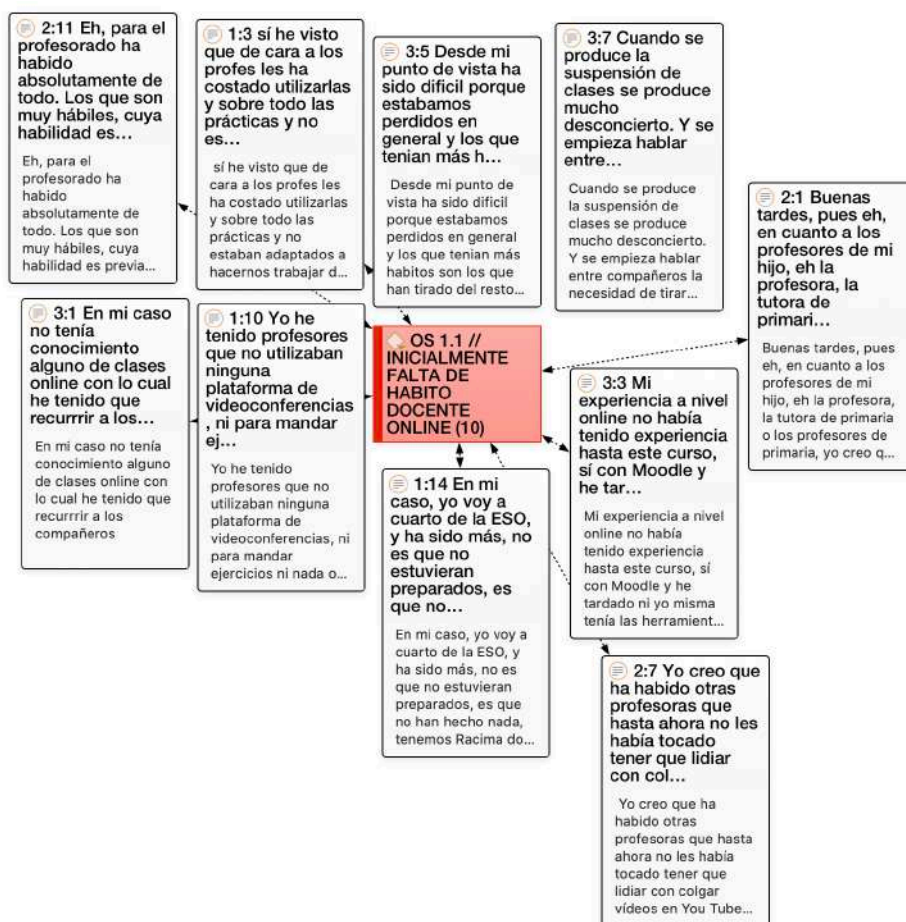 2:11 Eh, para el
profesorado ha
habido
absolutamente de
todo. Los que son
muy hábiles, cuya
habilidad es...
Eh, para el
profesorado ha
habido
absolutamente de
todo. Los que son
muy hábiles, cuya
habilidad es previa...
1:3 sí he visto
que de cara a los
profes les ha
costado utilizarlas
y sobre todo las
prácticas y no
es...
sí he visto que de
cara a los profes les
ha costado utilizarlas
y sobre todo las
prácticas y no
estaban adaptados a
hacernos trabajar d...
3:5 Desde mi
punto de vista ha
sido dificil porque
estabamos
perdidos en
general y los que
tenian más h...
Desde mi punto de
vista ha sido dificil
porque estabamos
perdidos en general
y los que tenian más
habitos son los que
han tirado del resto...
3:7 Cuando se
produce la
suspensión de
clases se produce
mucho
desconcierto. Y se
empieza hablar
entre...
Cuando se produce
la suspensión de
clases se produce
mucho desconcierto.
Y se empieza hablar
entre compañeros la
necesidad de tirar...
2:1 Buenas
tardes, pues eh,
en cuanto a los
profesores de mi
hijo, eh la
profesora, la
tutora de
primari...
Buenas tardes, pues
eh, en cuanto a los
profesores de mi
hijo, eh la profesora,
la tutora de primaria
o los profesores de
primaria, yo creo q...
3:1 En mi caso
no tenía
conocimiento
alguno de clases
online con lo cual
he tenido que
recurrrir a los...
En mi caso no tenía
conocimiento alguno
de clases online con
lo cual he tenido que
recurrrir a los
compañeros
1:10 Yo he
tenido profesores
que no utilizaban
ninguna
plataforma de
videoconferencias
, ni para mandar
ej...
Yo he tenido
profesores que no
utilizaban ninguna
plataforma de
videoconferencias, ni
para mandar
ejercicios ni nada o...
OS 1.1 //
INICIALMENTE
FALTA DE
HABITO
DOCENTE
ONLINE (10)
3:3 Mi
experiencia a nivel
online no había
tenido experiencia
hasta este curso,
sí con Moodle y
he tar...
Mi experiencia a nivel
online no había
tenido experiencia
hasta este curso, sí
con Moodle y he
tardado ni yo misma
tenía las herramient...
1:14 En mi
caso, yo voy a
cuarto de la ESO,
y ha sido más, no
es que no
estuvieran
preparados, es
que no...
En mi caso, yo voy a
cuarto de la ESO, y
ha sido más, no es
que no estuvieran
preparados, es que
no han hecho nada,
tenemos Racima do...
2:7 Yo creo que
ha habido otras
profesoras que
hasta ahora no les
había tocado
tener que lidiar
con col...
Yo creo que ha
habido otras
profesoras que hasta
ahora no les había
tocado tener que
lidiar con colgar
vídeos en You Tube...